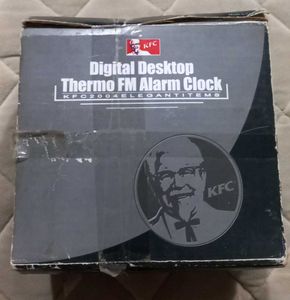 KFC
Digital Desktop
Thermo FM Alarm Clock
KFC2004ELEGANTITEMS
KFC